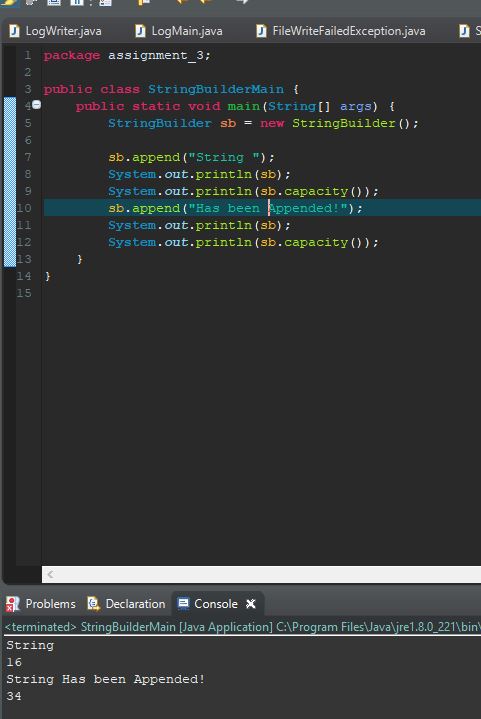 LogWriter.java LogMain.java FileWriteFailedException.java S
1 package assignment_3;
2
3 public class StringBuilderMain {
4 public static void main(String[] args) {
5 StringBuilder sb = new StringBuilder();
6
7 sb.append("String ");
8 System.out.println(sb);
9 System.out.println(sb.capacity());
10 sb.append("Has been Appended!");
11 System.out.println(sb);
12 System.out.println(sb.capacity());
13 }
14 }
15
Problems Declaration Console
<terminated> StringBuilderMain [Java Application] C:\Program Files\Java\jre1.8.0_221\bin\
String
16
String Has been Appended!
34